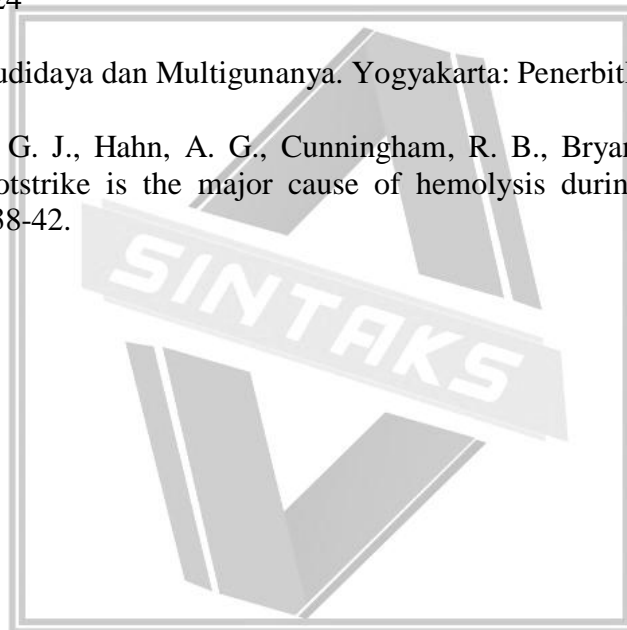 24
udidaya dan Multigunanya. Yogyakarta: Penerbit
G. J., Hahn, A. G., Cunningham, R. B., Bryan
otstrike is the major cause of hemolysis durin
38-42.
SINTAKS